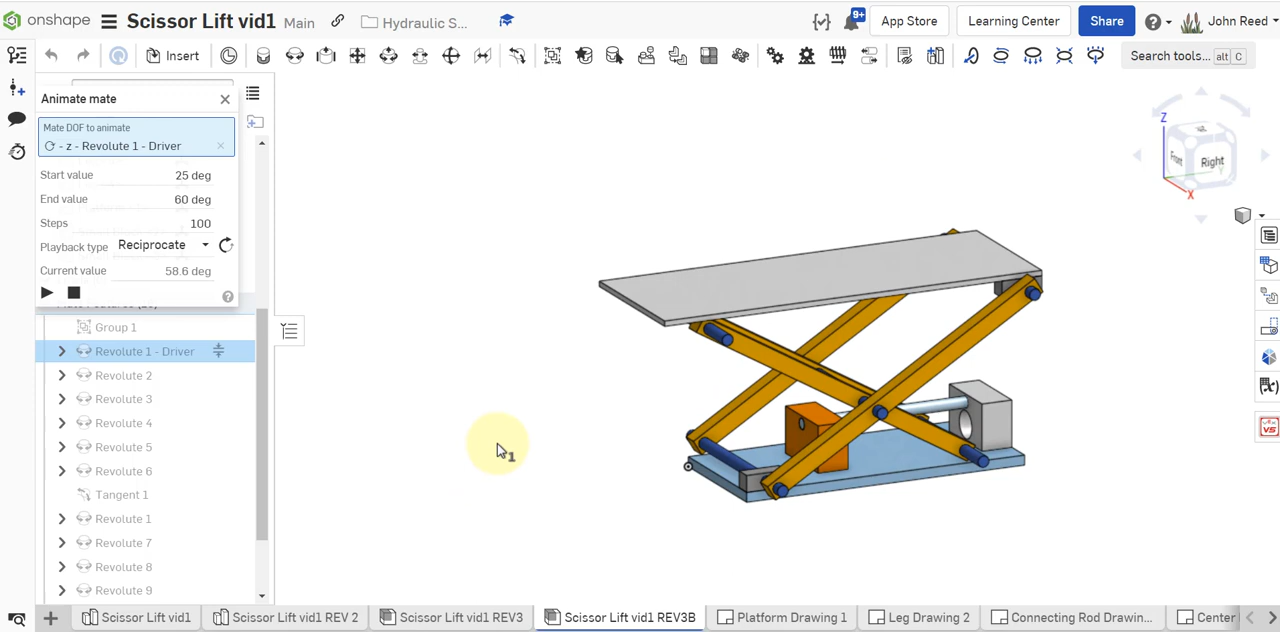 onshape
Scissor Lift vid1
Main
Hydraulic S...
9+
App Store
Learning Center
Share
John Reed
Insert
Search tools... alt C
Animate mate
Mate DOF to animate
- z - Revolute 1 - Driver
Start value 25 deg
End value 60 deg
Steps 100
Playback type Reciprocate
Current value 58.6 deg
Group 1
Revolute 1 - Driver
Revolute 2
Revolute 3
Revolute 4
Revolute 5
Revolute 6
Tangent 1
Revolute 1
Revolute 7
Revolute 8
Revolute 9
1
Z
Front
Right
Y
X
Scissor Lift vid1
Scissor Lift vid1 REV 2
Scissor Lift vid1 REV3
Scissor Lift vid1 REV3B
Platform Drawing 1
Leg Drawing 2
Connecting Rod Drawin...
Center